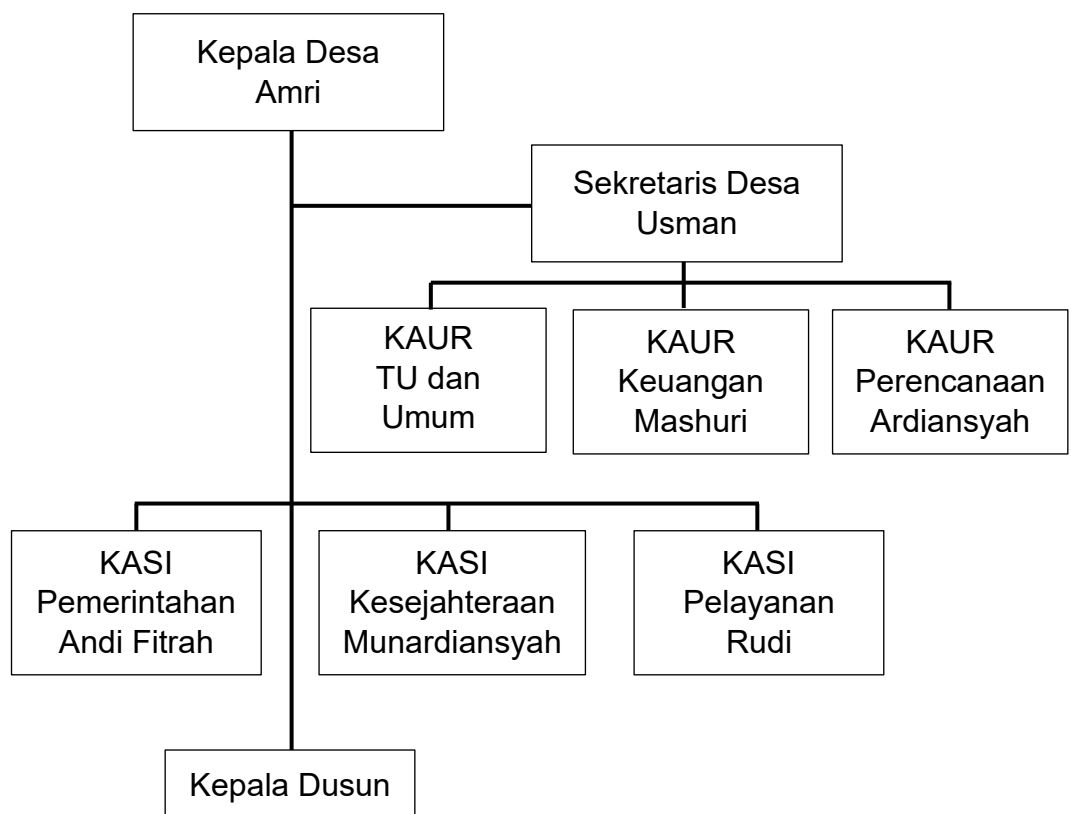 Kepala Desa
Amri
Sekretaris Desa
Usman
KAUR
TU dan
Umum
KAUR
Keuangan
Mashuri
KAUR
Perencanaan
Ardiansyah
KASI
Pemerintahan
Andi Fitrah
KASI
Kesejahteraan
Munardiansyah
KASI
Pelayanan
Rudi
Kepala Dusun